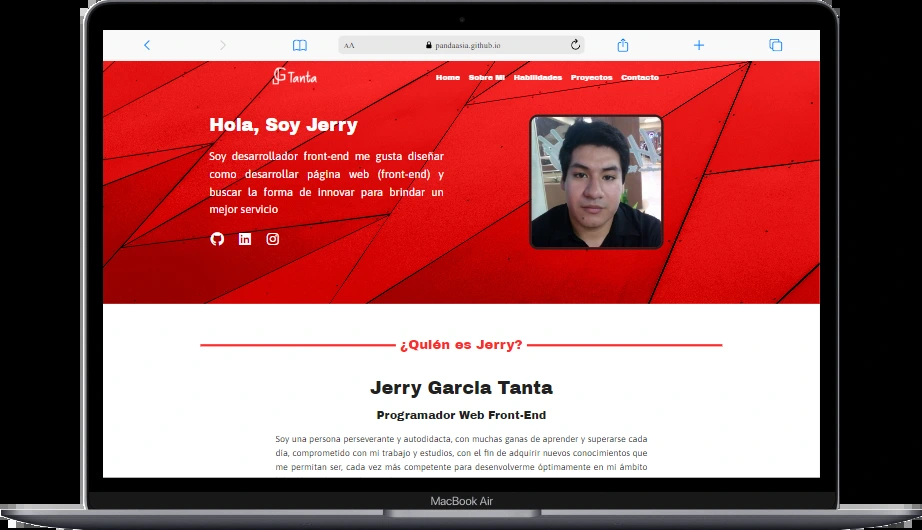 AA pandaasia.github.io
JG Tanta
Home Sobre Mi Habilidades Proyectos Contacto
Hola, Soy Jerry
Soy desarrollador front-end me gusta diseñar
como desarrollar página web (front-end) y
buscar la forma de innovar para brindar un
mejor servicio
¿Quién es Jerry?
Jerry Garcia Tanta
Programador Web Front-End
Soy una persona perseverante y autodidacta, con muchas ganas de aprender y superarse cada
dia, comprometido con mi trabajo y estudios, con el fin de adquirir nuevos conocimientos que
me permitan ser, cada vez más competente para desenvolverme óptimamente en mi ámbito
MacBook Air